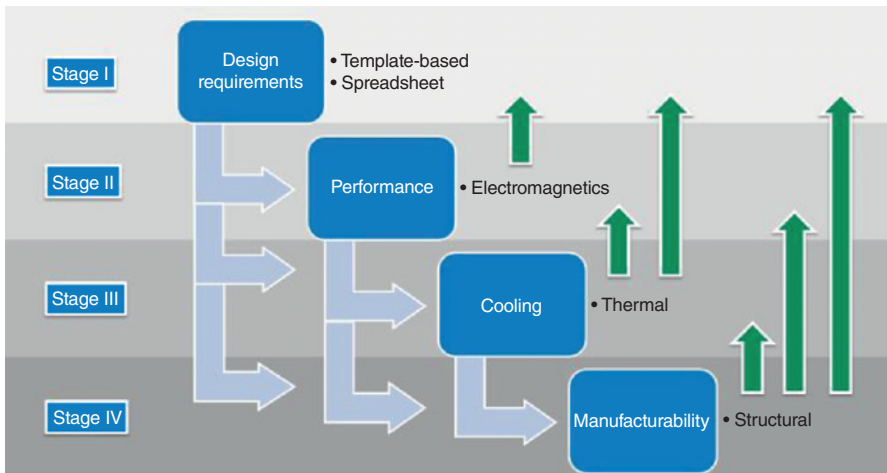 Stage I
Design
requirements
• Template-based
• Spreadsheet
Stage II
Performance
• Electromagnetics
Stage III
Cooling
• Thermal
Stage IV
Manufacturability
• Structural